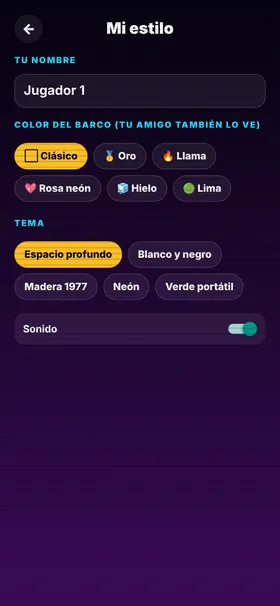 Mi estilo
TU NOMBRE
Jugador 1
COLOR DEL BARCO (TU AMIGO TAMBIÉN LO VE)
Clásico
Oro
Llama
Rosa neón
Hielo
Lima
TEMA
Espacio profundo
Blanco y negro
Madera 1977
Neón
Verde portátil
Sonido